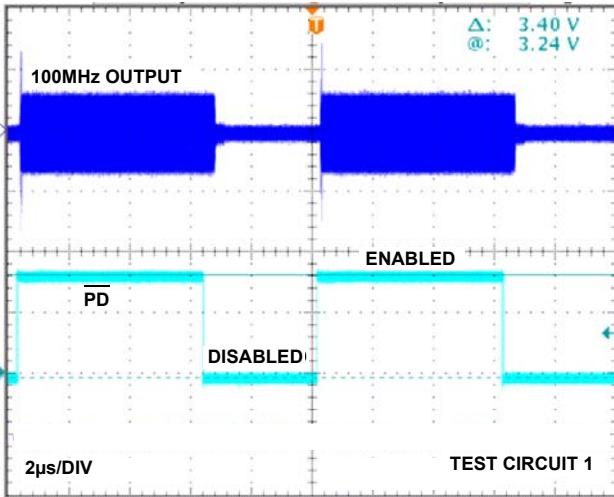 T
Δ: 3.40 V
@: 3.24 V
100MHz OUTPUT
ENABLED
PD
DISABLED
2µs/DIV
TEST CIRCUIT 1